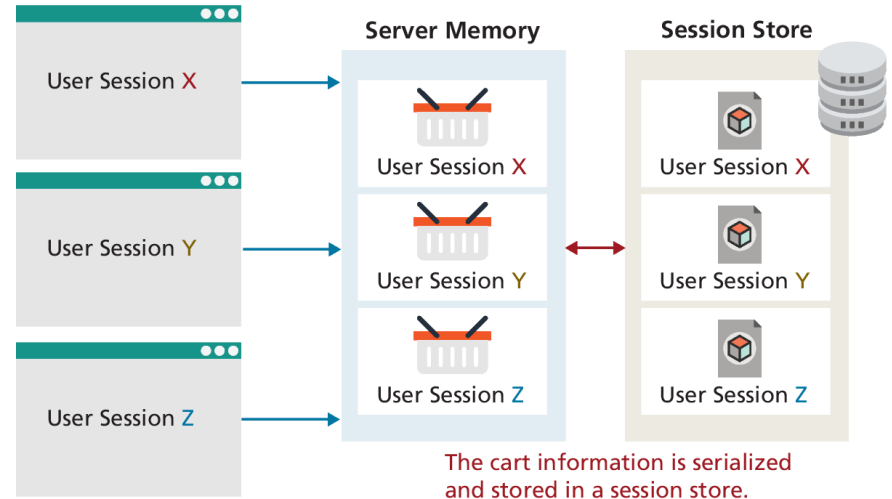 Server Memory
Session Store
User Session X
User Session X
User Session X
User Session Y
User Session Y
User Session Y
User Session Z
User Session Z
User Session Z
The cart information is serialized
and stored in a session store.